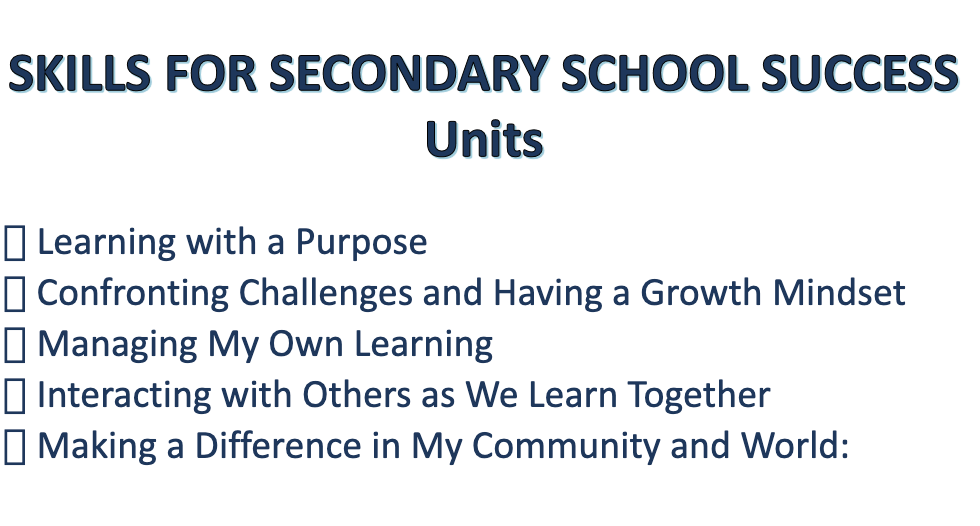 SKILLS FOR SECONDARY SCHOOL SUCCESS
Units
Learning with a Purpose
Confronting Challenges and Having a Growth Mindset
Managing My Own Learning
Interacting with Others as We Learn Together
Making a Difference in My Community and World: